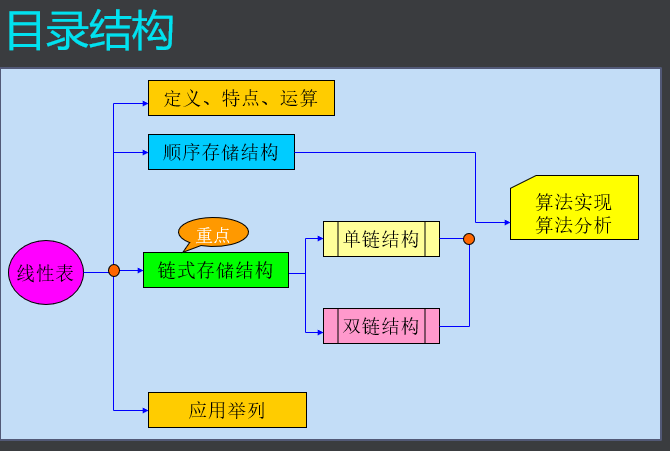 目录结构
定义、特点、运算
顺序存储结构
算法实现
算法分析
重点
单链结构
线性表
链式存储结构
双链结构
应用举列